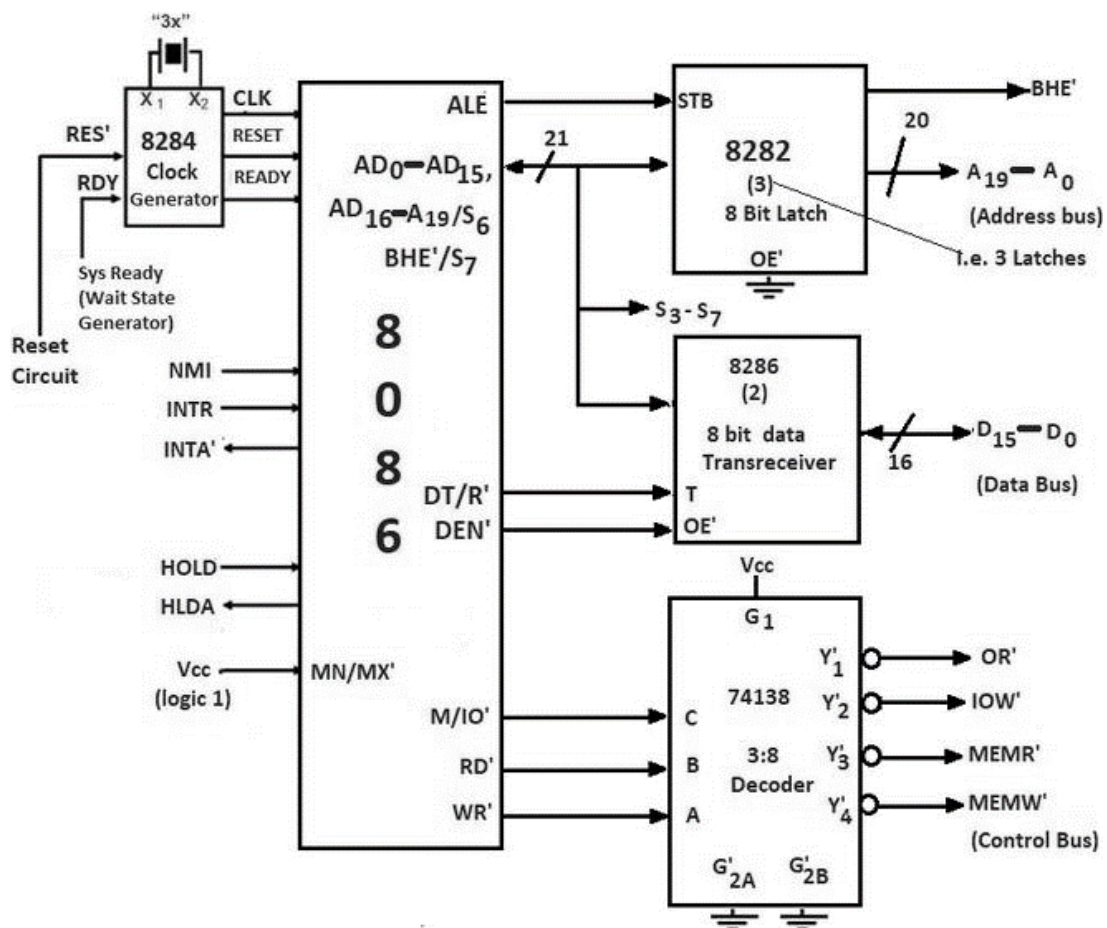 "3x"
X1 X2
8284
Clock
Generator
CLK
RESET
READY
RES'
RDY
Sys Ready
(Wait State
Generator)
Reset
Circuit
NMI
INTR
INTA'
HOLD
HLDA
Vcc
(logic 1)
MN/MX'
ALE
AD0-AD15,
AD16-A19/S6
BHE'/S7
8
0
8
6
DT/R'
DEN'
M/IO'
RD'
WR'
21
STB
8282
(3)
8 Bit Latch
OE'
BHE'
20
A19 - A0
(Address bus)
i.e. 3 Latches
S3 - S7
8286
(2)
8 bit data
Transreceiver
T
OE'
16
D15 - D0
(Data Bus)
Vcc
G1
74138
3:8
Decoder
C
B
A
Y'1
Y'2
Y'3
Y'4
G'2A G'2B
OR'
IOW'
MEMR'
MEMW'
(Control Bus)